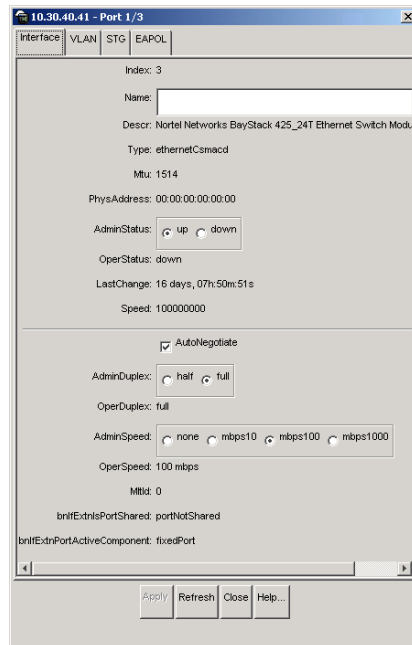 10.30.40.41 - Port 1/3
Interface VLAN STG EAPOL
Index: 3
Name:
Descr: Nortel Networks BayStack 425_24T Ethernet Switch Modu
Type: ethernetCsmacd
Mtu: 1514
PhysAddress: 00:00:00:00:00:00
AdminStatus: up down
OperStatus: down
LastChange: 16 days, 07h:50m:51s
Speed: 100000000
AutoNegotiate
AdminDuplex: half full
OperDuplex: full
AdminSpeed: none mbps10 mbps100 mbps1000
OperSpeed: 100 mbps
MltId: 0
bnIfExtnIsPortShared: portNotShared
bnIfExtnPortActiveComponent: fixedPort
Apply Refresh Close Help...